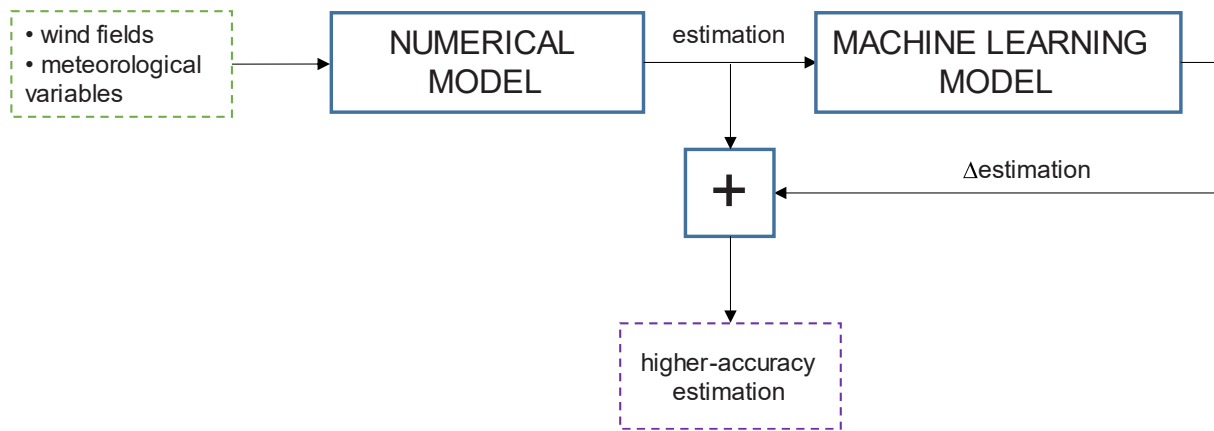 • wind fields
• meteorological
variables
NUMERICAL
MODEL
estimation
MACHINE LEARNING
MODEL
+
Δestimation
higher-accuracy
estimation